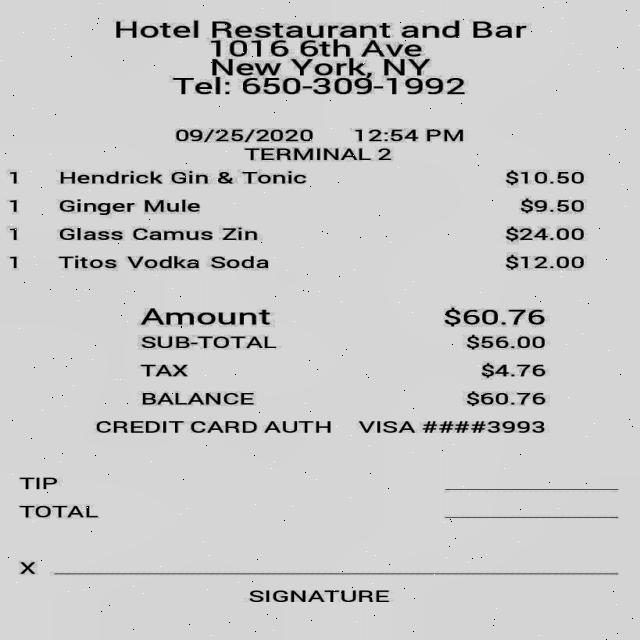 Hotel Restaurant and Bar
1016 6th Ave
New York, NY
Tel: 650-309-1992
09/25/2020 12:54 PM
TERMINAL 2
1 Hendrick Gin & Tonic $10.50
1 Ginger Mule $9.50
1 Glass Camus Zin $24.00
1 Titos Vodka Soda $12.00
Amount $60.76
SUB-TOTAL $56.00
TAX $4.76
BALANCE $60.76
CREDIT CARD AUTH VISA ####3993
TIP
TOTAL
X
SIGNATURE